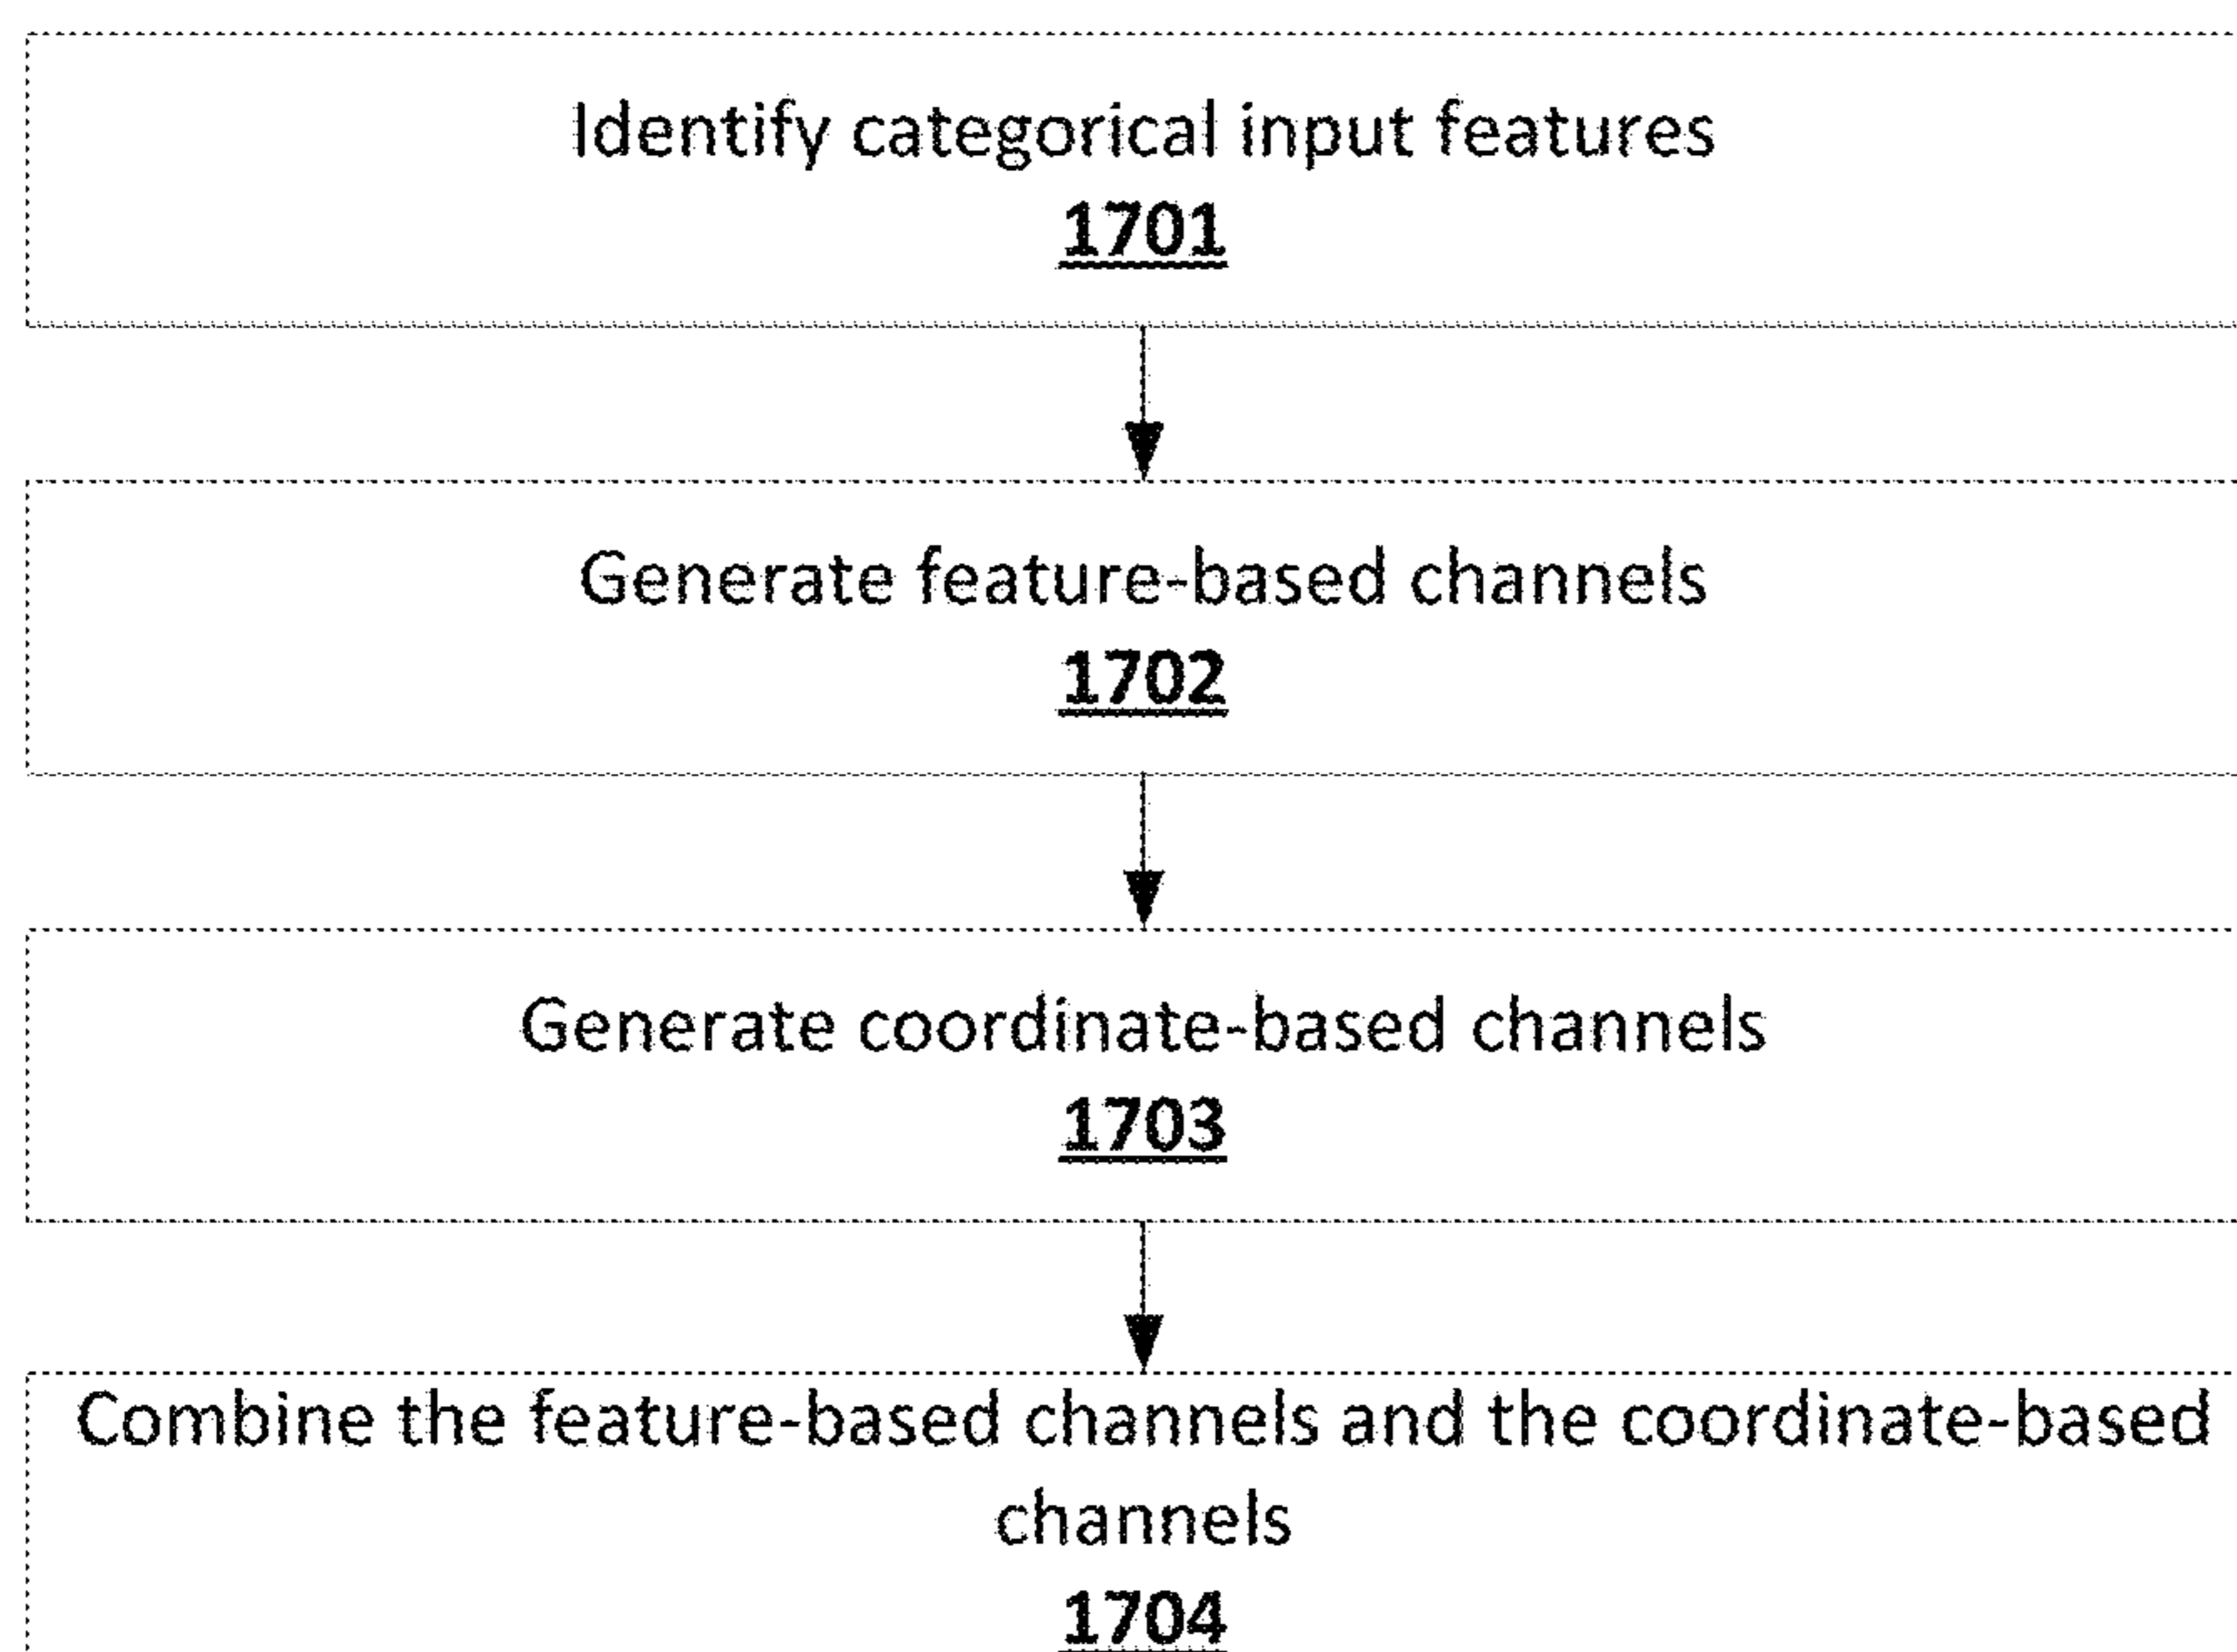 Identify categorical input features
1701
Generate feature-based channels
1702
Generate coordinate-based channels
1703
Combine the feature-based channels and the coordinate-based
channels
1704